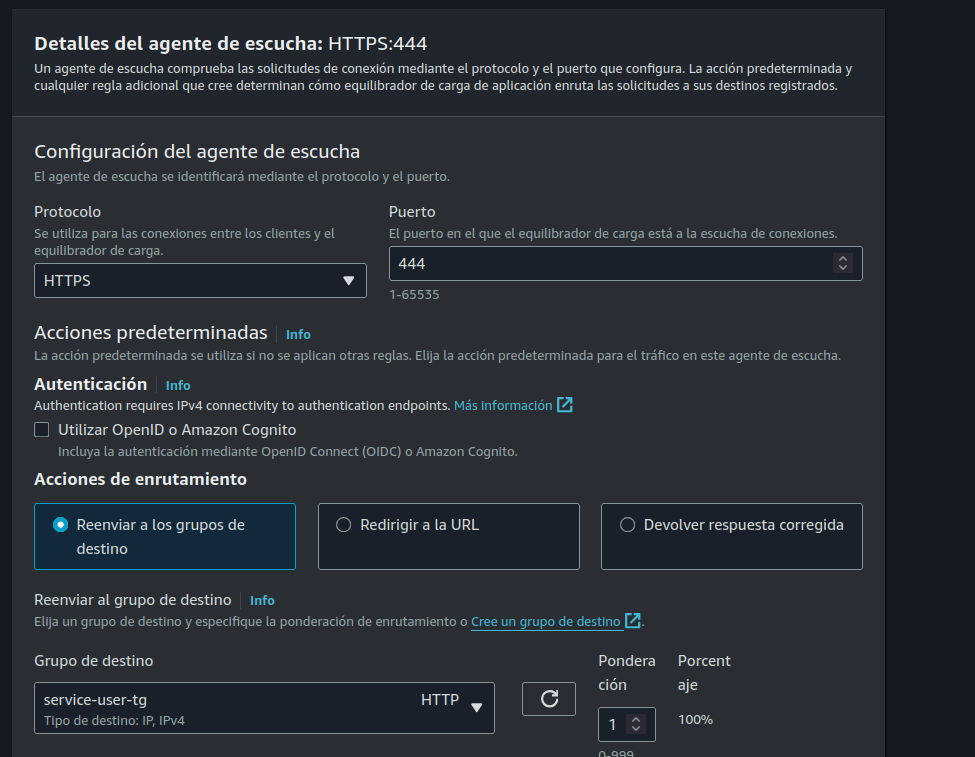 Detalles del agente de escucha: HTTPS:444
Un agente de escucha comprueba las solicitudes de conexión mediante el protocolo y el puerto que configura. La acción predeterminada y
cualquier regla adicional que cree determinan cómo equilibrador de carga de aplicación enruta las solicitudes a sus destinos registrados.
Configuración del agente de escucha
El agente de escucha se identificará mediante el protocolo y el puerto.
Protocolo
Se utiliza para las conexiones entre los clientes y el
equilibrador de carga.
HTTPS
Puerto
El puerto en el que el equilibrador de carga está a la escucha de conexiones.
444
1-65535
Acciones predeterminadas Info
La acción predeterminada se utiliza si no se aplican otras reglas. Elija la acción predeterminada para el tráfico en este agente de escucha.
Autenticación Info
Authentication requires IPv4 connectivity to authentication endpoints. Más información
Utilizar OpenID o Amazon Cognito
Incluya la autenticación mediante OpenID Connect (OIDC) o Amazon Cognito.
Acciones de enrutamiento
Reenviar a los grupos de
destino
Redirigir a la URL
Devolver respuesta corregida
Reenviar al grupo de destino Info
Elija un grupo de destino y especifique la ponderación de enrutamiento o Cree un grupo de destino.
Grupo de destino
service-user-tg HTTP
Tipo de destino: IP, IPv4
Pondera
ción
1
0-999
Porcent
aje
100%